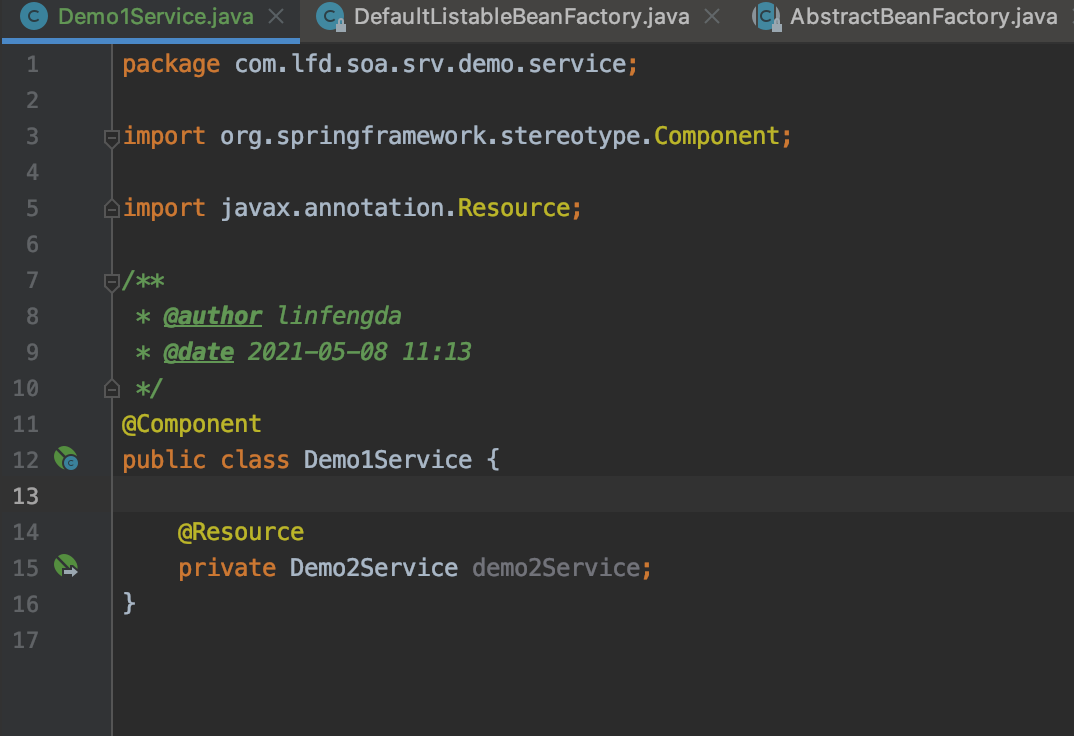 Demo1Service.java DefaultListableBeanFactory.java AbstractBeanFactory.java
1 package com.lfd.soa.srv.demo.service;
2
3 import org.springframework.stereotype.Component;
4
5 import javax.annotation.Resource;
6
7 /**
8 * @author linfengda
9 * @date 2021-05-08 11:13
10 */
11 @Component
12 public class Demo1Service {
13
14 @Resource
15 private Demo2Service demo2Service;
16 }
17